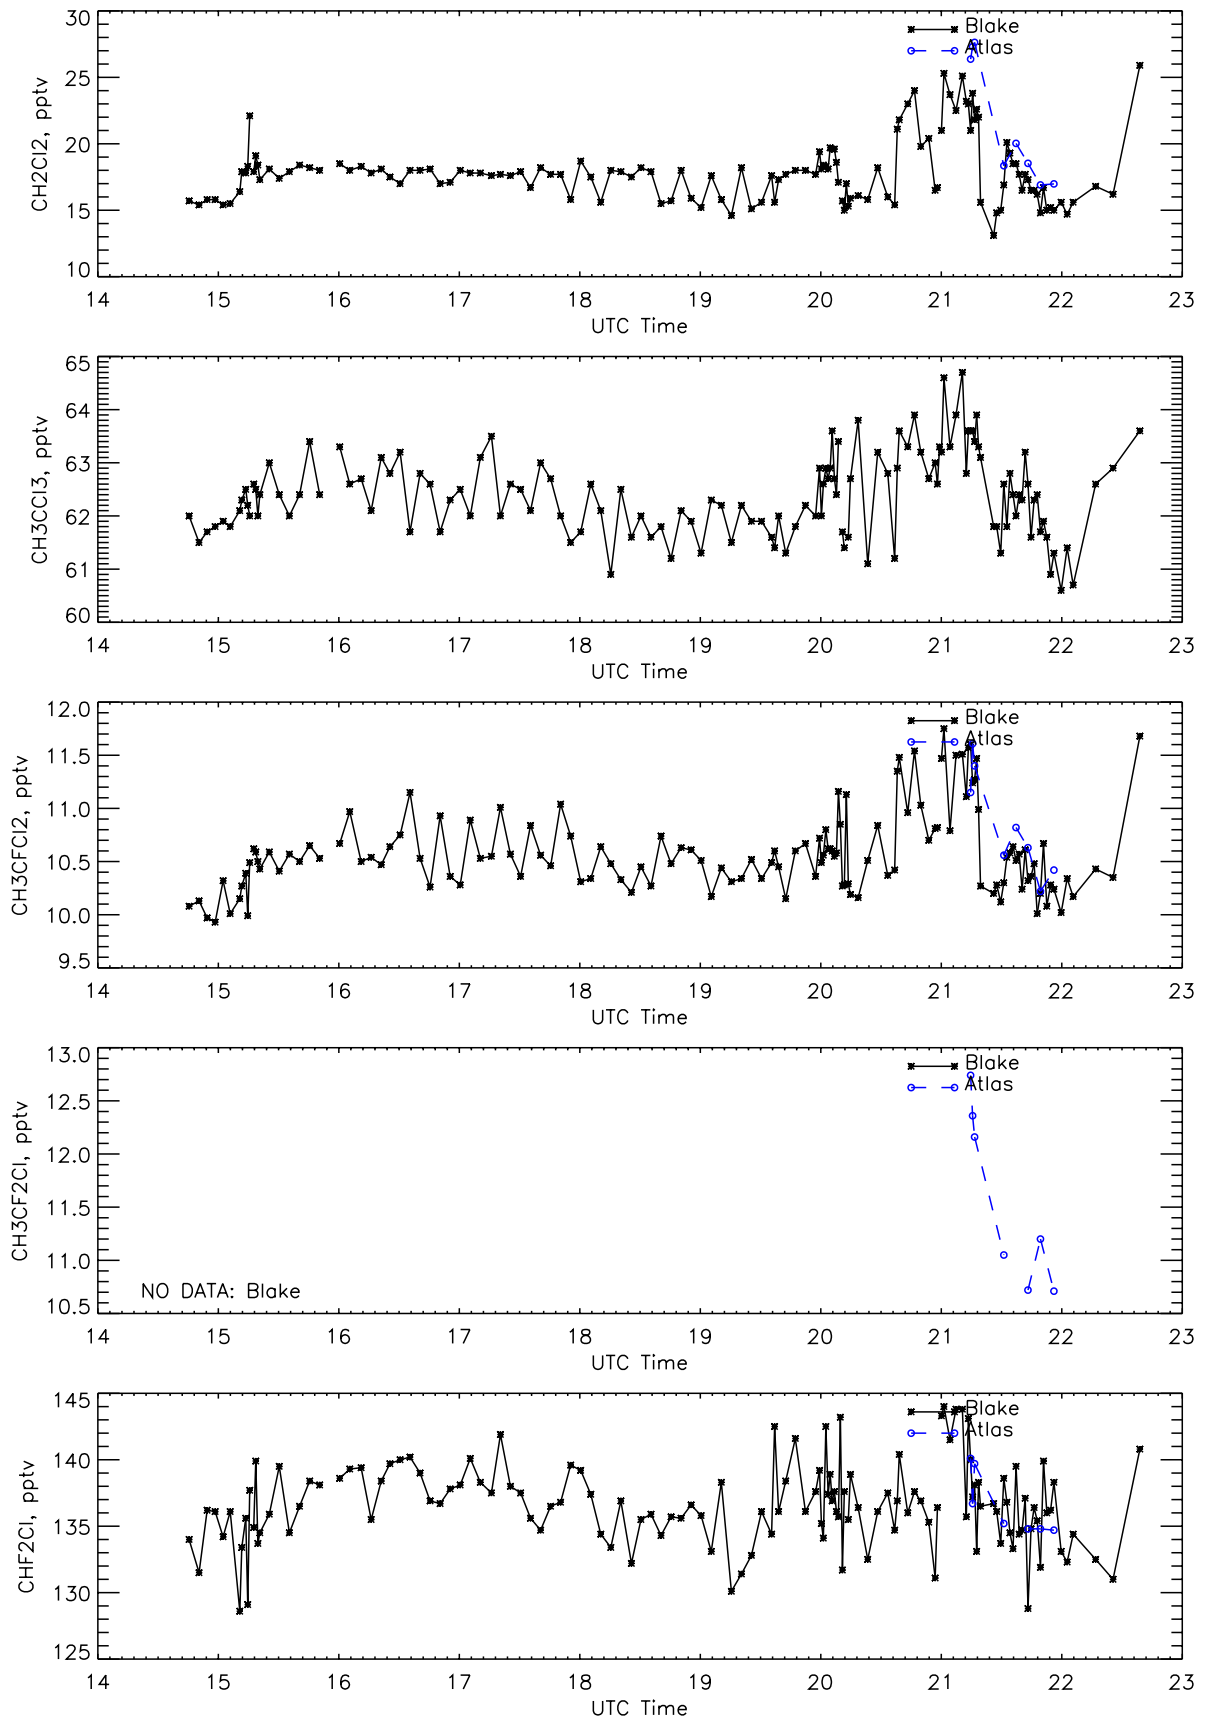 30
25
20
15
10
CH2Cl2, pptv
Blake
Atlas
14 15 16 17 18 19 20 21 22 23
UTC Time
65
64
63
62
61
60
CH3CCl3, pptv
14 15 16 17 18 19 20 21 22 23
UTC Time
12.0
11.5
11.0
10.5
10.0
9.5
CH3CFCl2, pptv
Blake
Atlas
14 15 16 17 18 19 20 21 22 23
UTC Time
13.0
12.5
12.0
11.5
11.0
10.5
CH3CF2Cl, pptv
Blake
Atlas
NO DATA: Blake
14 15 16 17 18 19 20 21 22 23
UTC Time
145
140
135
130
125
CHF2Cl, pptv
Blake
Atlas
14 15 16 17 18 19 20 21 22 23
UTC Time